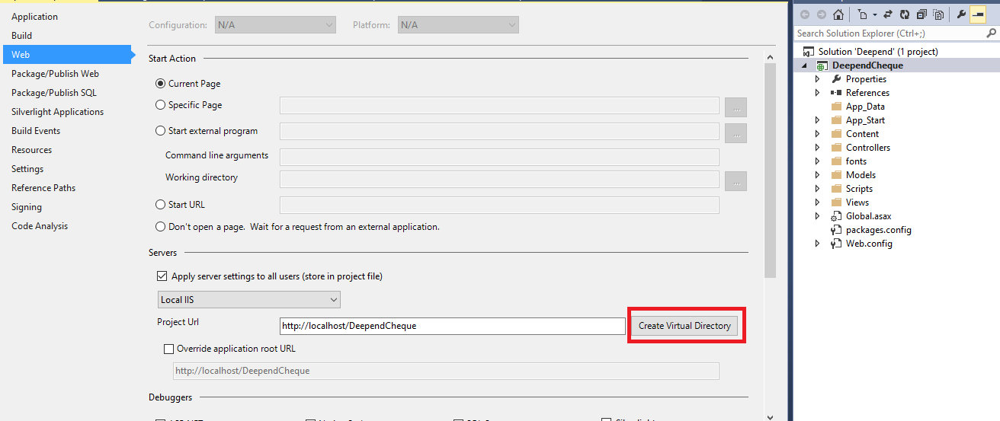 Application
Build
Web
Package/Publish Web
Package/Publish SQL
Silverlight Applications
Build Events
Resources
Settings
Reference Paths
Signing
Code Analysis
Configuration: N/A Platform: N/A
Start Action
Current Page
Specific Page ...
Start external program ...
Command line arguments
Working directory ...
Start URL
Don't open a page. Wait for a request from an external application.
Servers
Apply server settings to all users (store in project file)
Local IIS
Project Url http://localhost/DeependCheque Create Virtual Directory
Override application root URL
http://localhost/DeependCheque
Debuggers
Search Solution Explorer (Ctrl+;)
Solution 'Deepend' (1 project)
DeependCheque
Properties
References
App_Data
App_Start
Content
Controllers
fonts
Models
Scripts
Views
Global.asax
packages.config
Web.config